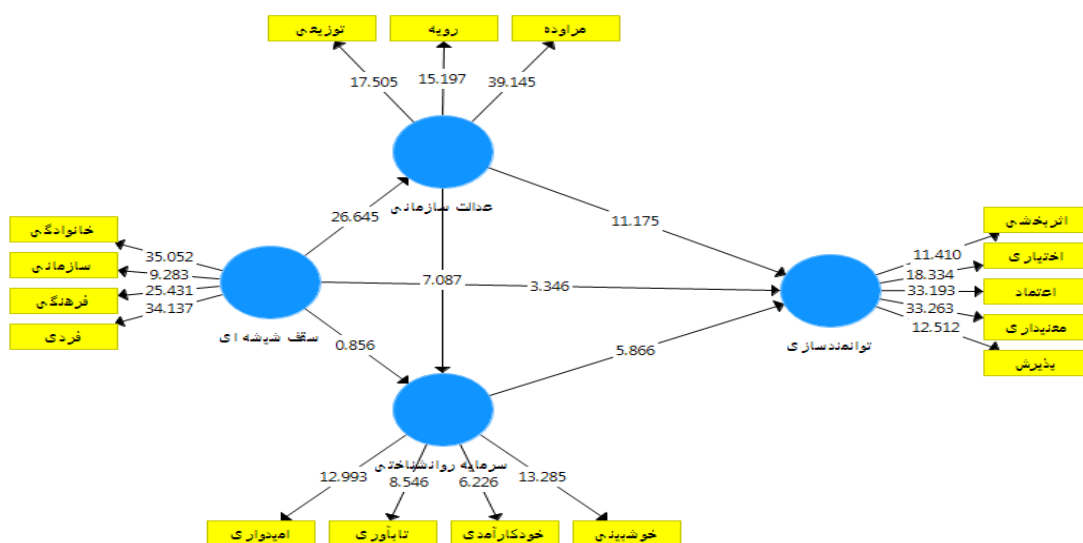 توزیعی
رویه
مراوده
17.505
15.197
39.145
عدالت سازمانی
26.645
11.175
خانوادگی
سازمانی
فرهنگی
فردی
35.052
9.283
25.431
34.137
سقف شیشه ای
7.087
3.346
0.856
5.866
اثربخشی
اختیاری
اعتماد
معنیداری
پذیرش
11.410
18.334
33.193
33.263
12.512
توانمندسازی
سرمایه روانشناختی
12.993
8.546
6.226
13.285
امیدواری
تابآوری
خودکارآمدی
خوشبینی